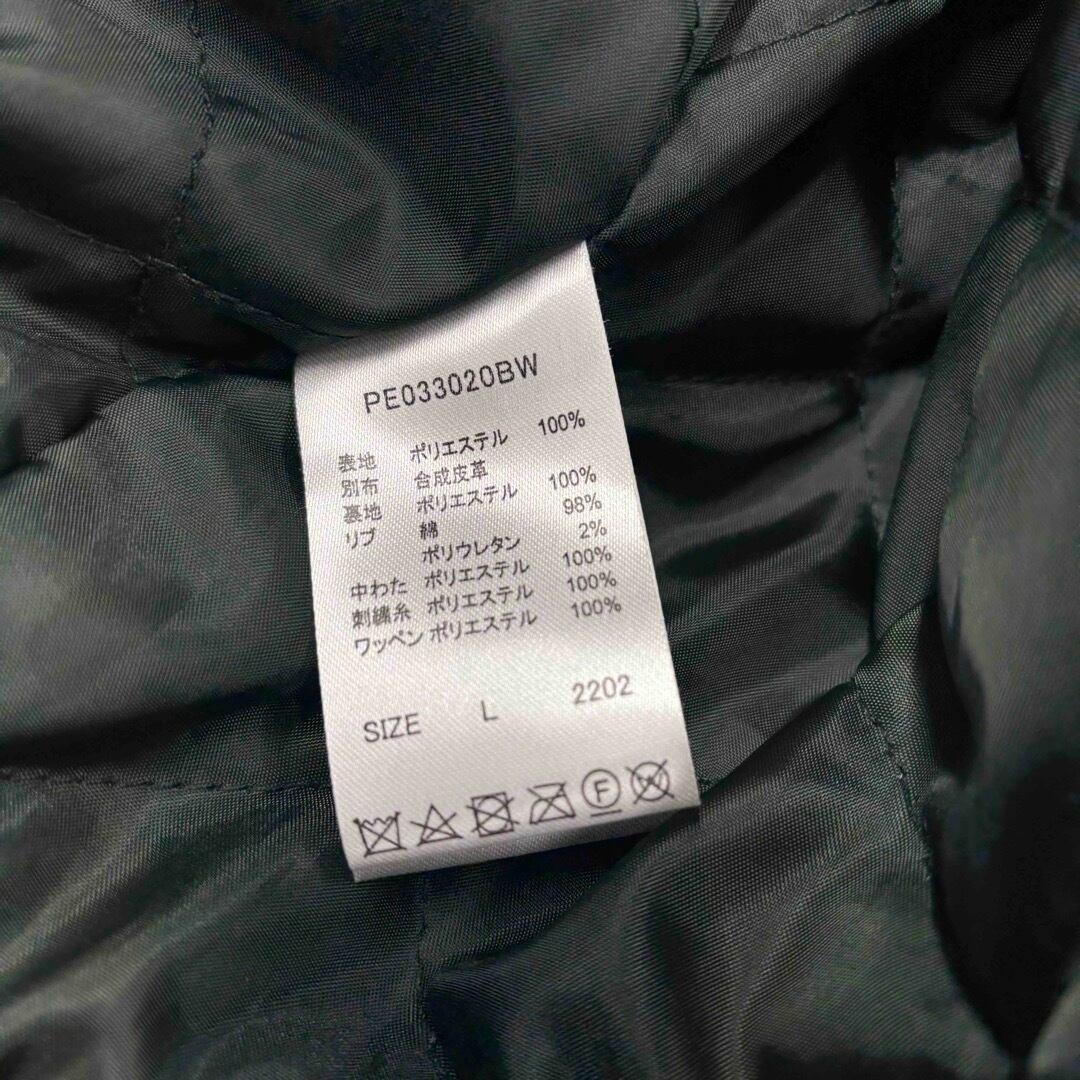 PE033020BW
表地 ポリエステル 100%
別布 合成皮革
裏地 ポリエステル 100%
リブ 綿 98%
ポリウレタン 2%
中わた ポリエステル 100%
刺繍糸 ポリエステル 100%
ワッペン ポリエステル 100%
SIZE L 2202
F